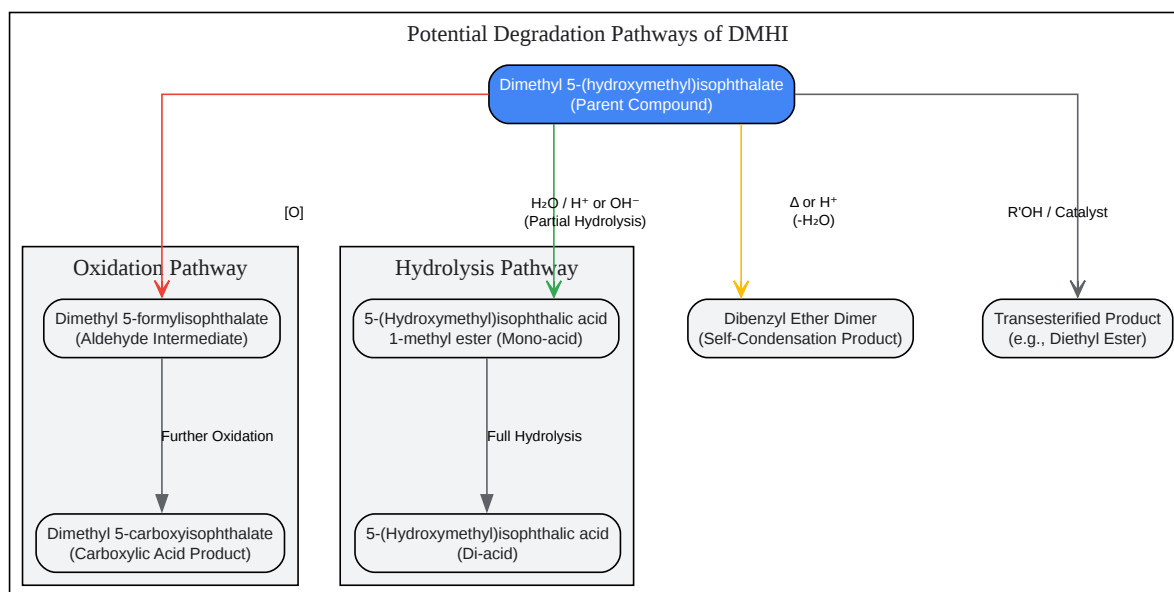 Potential Degradation Pathways of DMHI
Dimethyl 5-(hydroxymethyl)isophthalate
(Parent Compound)
[O]
H₂O / H⁺ or OH⁻
(Partial Hydrolysis)
Δ or H⁺
(-H₂O)
R'OH / Catalyst
Oxidation Pathway
Hydrolysis Pathway
Dimethyl 5-formylisophthalate
(Aldehyde Intermediate)
5-(Hydroxymethyl)isophthalic acid
1-methyl ester (Mono-acid)
Dibenzyl Ether Dimer
(Self-Condensation Product)
Transesterified Product
(e.g., Diethyl Ester)
Further Oxidation
Full Hydrolysis
Dimethyl 5-carboxyisophthalate
(Carboxylic Acid Product)
5-(Hydroxymethyl)isophthalic acid
(Di-acid)